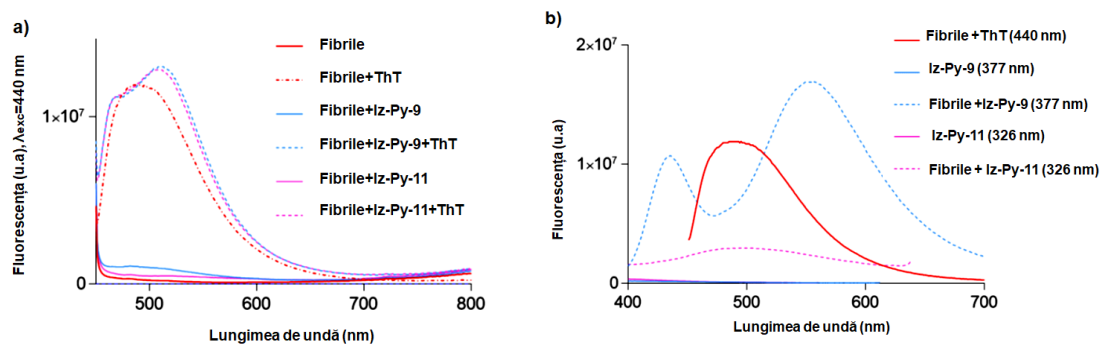 a)
Fluorescența (u.a), λexc=440 nm
1×10⁷
0
500
600
700
800
Lungimea de undă (nm)
Fibrile
Fibrile+ThT
Fibrile+Iz-Py-9
Fibrile+Iz-Py-9+ThT
Fibrile+Iz-Py-11
Fibrile+Iz-Py-11+ThT
b)
Fluorescența (u.a)
2×10⁷
1×10⁷
0
400
500
600
700
Lungimea de undă (nm)
Fibrile +ThT (440 nm)
Iz-Py-9 (377 nm)
Fibrile +Iz-Py-9 (377 nm)
Iz-Py-11 (326 nm)
Fibrile + Iz-Py-11 (326 nm)